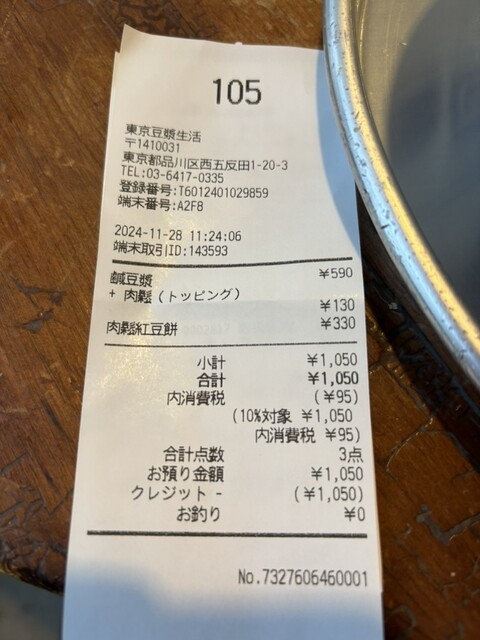 105
東京豆漿生活
〒1410031
東京都品川区西五反田1-20-3
TEL:03-6417-0335
登録番号:T6012401029859
端末番号:A2F8
2024-11-28 11:24:06
端末取引ID:143593
鹹豆漿 ¥590
+ 肉鬆(トッピング) ¥130
肉鬆紅豆餅 ¥330
小計 ¥1,050
合計 ¥1,050
内消費税 (¥95)
(10%対象 ¥1,050
内消費税 ¥95)
合計点数 3点
お預り金額 ¥1,050
クレジット - (¥1,050)
お釣り ¥0
No.7327606460001